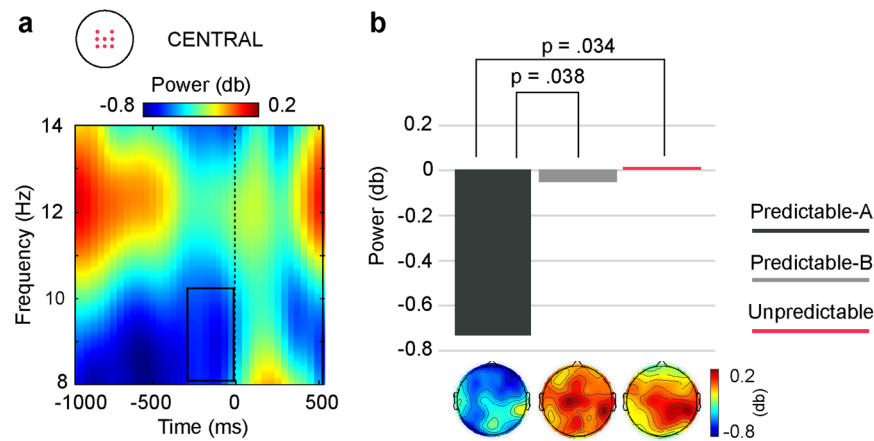 a
CENTRAL
Power (db)
-0.8
0.2
14
12
10
8
Frequency (Hz)
-1000
-500
0
500
Time (ms)
b
p = .034
p = .038
0.2
0
-0.2
-0.4
-0.6
-0.8
Power (db)
0.2
-0.8
(db)
Predictable-A
Predictable-B
Unpredictable